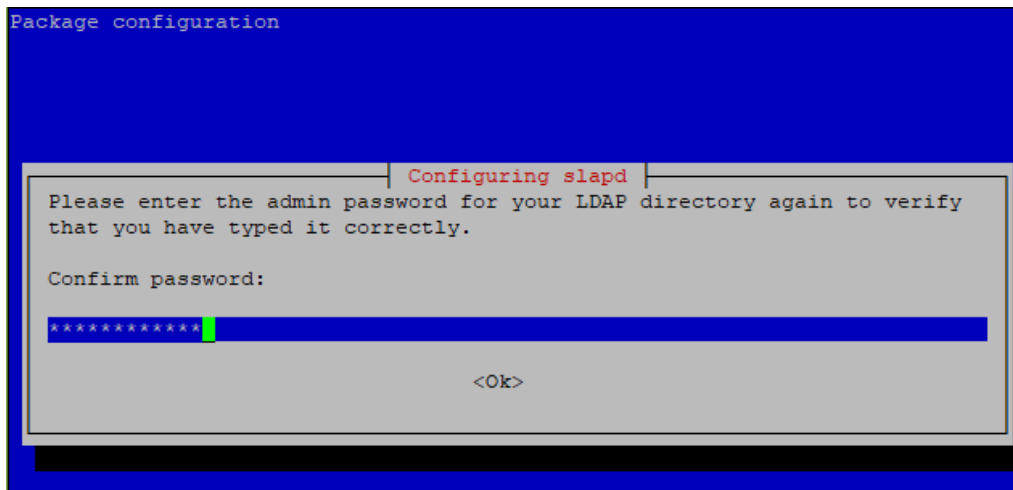 Package configuration
Configuring slapd
Please enter the admin password for your LDAP directory again to verify
that you have typed it correctly.
Confirm password:
************
<Ok>